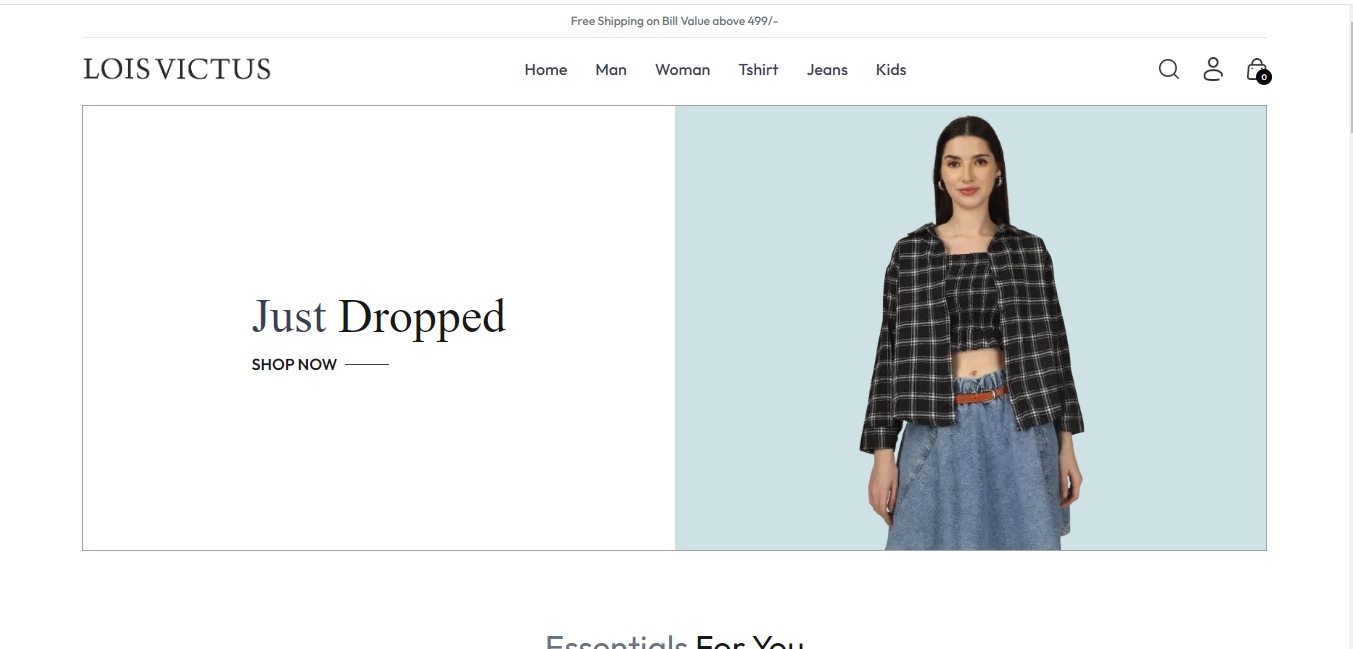 Free Shipping on Bill Value above 499/-
LOIS VICTUS
Home Man Woman Tshirt Jeans Kids
0
Just Dropped
SHOP NOW
Essentials For You